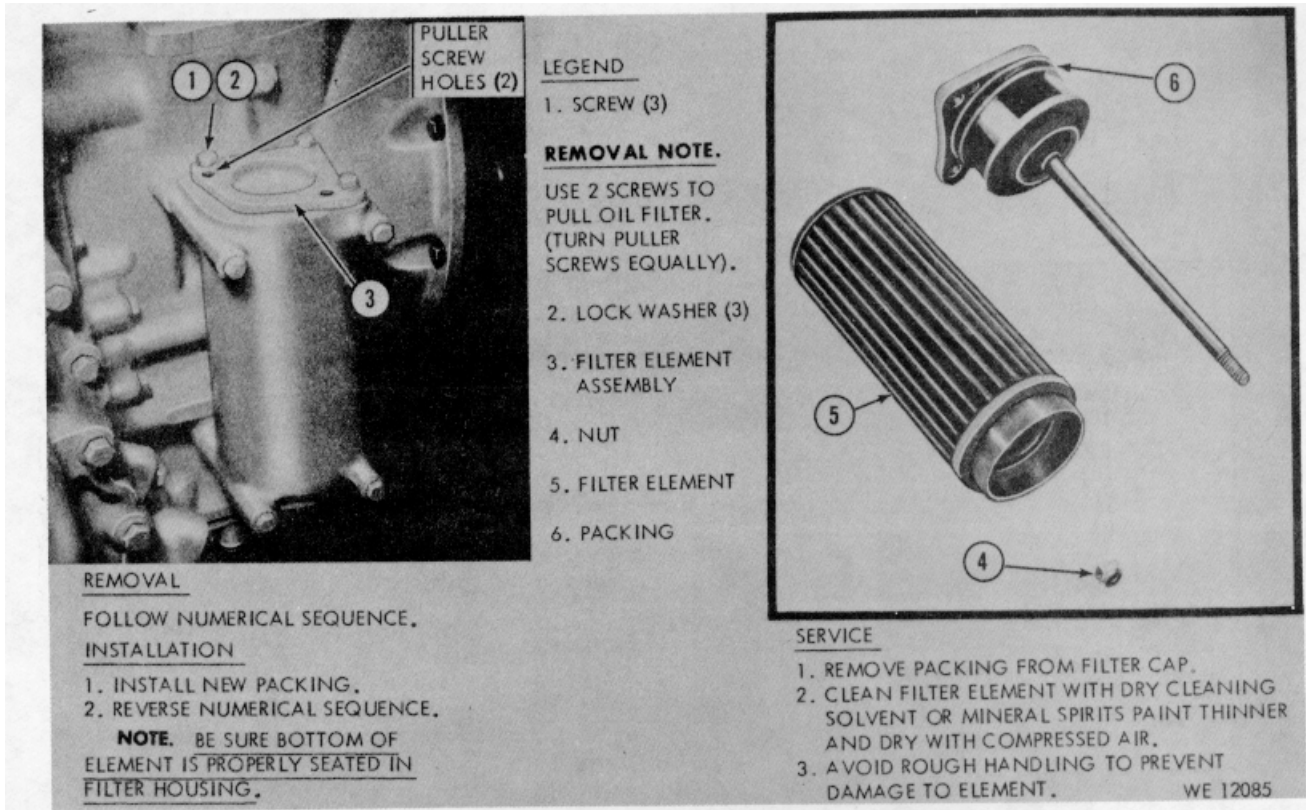 PULLER
SCREW
HOLES (2)
1
2
3
LEGEND
1. SCREW (3)
REMOVAL NOTE.
USE 2 SCREWS TO
PULL OIL FILTER.
(TURN PULLER
SCREWS EQUALLY).
2. LOCK WASHER (3)
3. FILTER ELEMENT
ASSEMBLY
4. NUT
5. FILTER ELEMENT
6. PACKING
6
5
4
REMOVAL
FOLLOW NUMERICAL SEQUENCE.
INSTALLATION
1. INSTALL NEW PACKING.
2. REVERSE NUMERICAL SEQUENCE.
NOTE. BE SURE BOTTOM OF
ELEMENT IS PROPERLY SEATED IN
FILTER HOUSING.
SERVICE
1. REMOVE PACKING FROM FILTER CAP.
2. CLEAN FILTER ELEMENT WITH DRY CLEANING
SOLVENT OR MINERAL SPIRITS PAINT THINNER
AND DRY WITH COMPRESSED AIR.
3. AVOID ROUGH HANDLING TO PREVENT
DAMAGE TO ELEMENT.
WE 12085